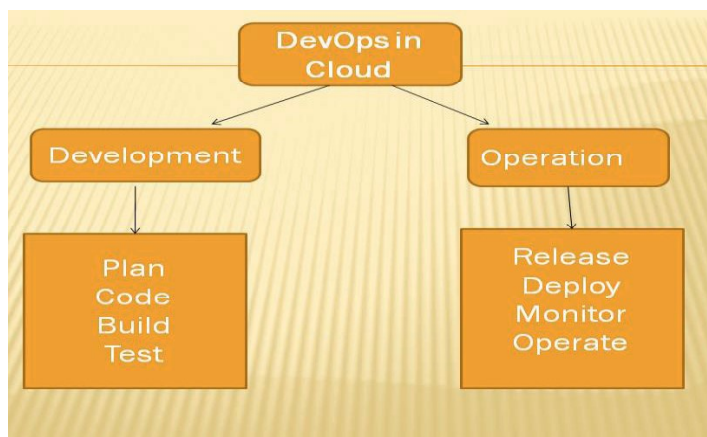 DevOps in
Cloud
Development
Operation
Plan
Code
Build
Test
Release
Deploy
Monitor
Operate